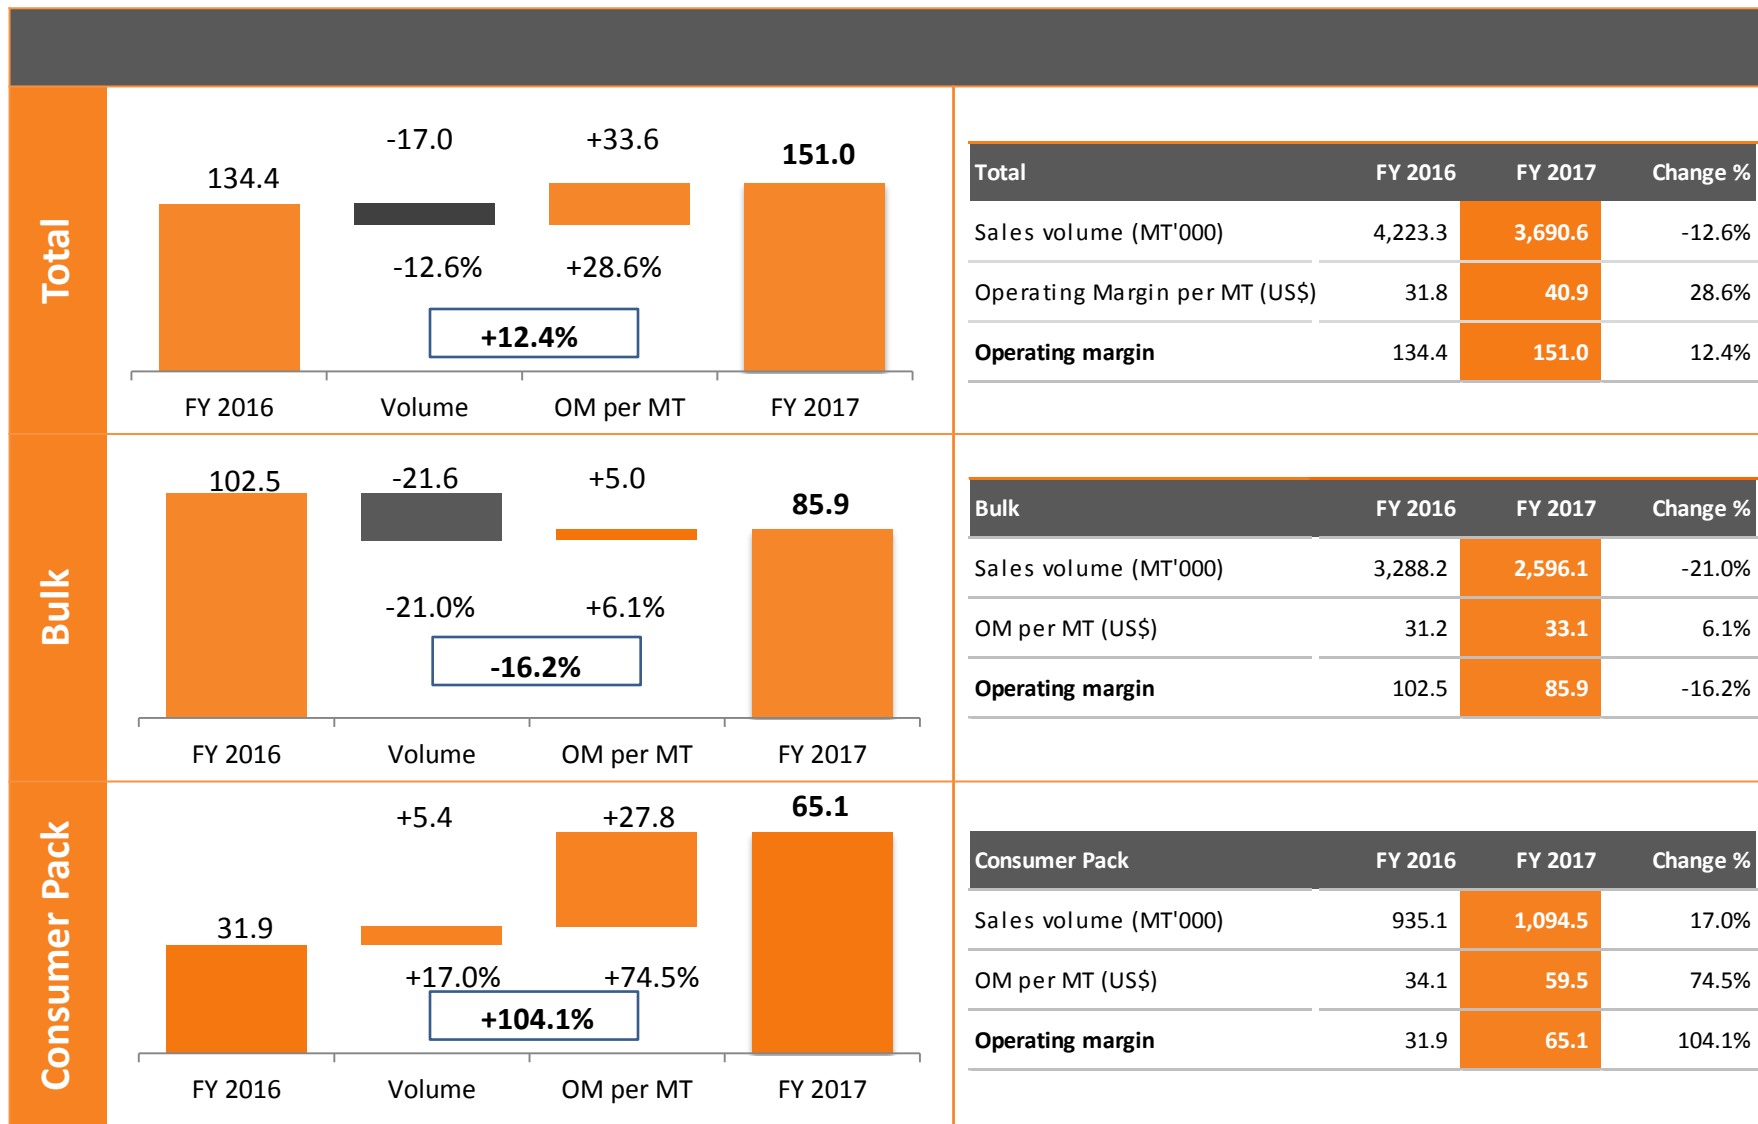 Total
-17.0 +33.6 151.0
134.4
-12.6% +28.6%
+12.4%
FY 2016 Volume OM per MT FY 2017
Total FY 2016 FY 2017 Change %
Sales volume (MT'000) 4,223.3 3,690.6 -12.6%
Operating Margin per MT (US$) 31.8 40.9 28.6%
Operating margin 134.4 151.0 12.4%
Bulk
102.5 -21.6 +5.0 85.9
-21.0% +6.1%
-16.2%
FY 2016 Volume OM per MT FY 2017
Bulk FY 2016 FY 2017 Change %
Sales volume (MT'000) 3,288.2 2,596.1 -21.0%
OM per MT (US$) 31.2 33.1 6.1%
Operating margin 102.5 85.9 -16.2%
Consumer Pack
+5.4 +27.8 65.1
31.9
+17.0% +74.5%
+104.1%
FY 2016 Volume OM per MT FY 2017
Consumer Pack FY 2016 FY 2017 Change %
Sales volume (MT'000) 935.1 1,094.5 17.0%
OM per MT (US$) 34.1 59.5 74.5%
Operating margin 31.9 65.1 104.1%